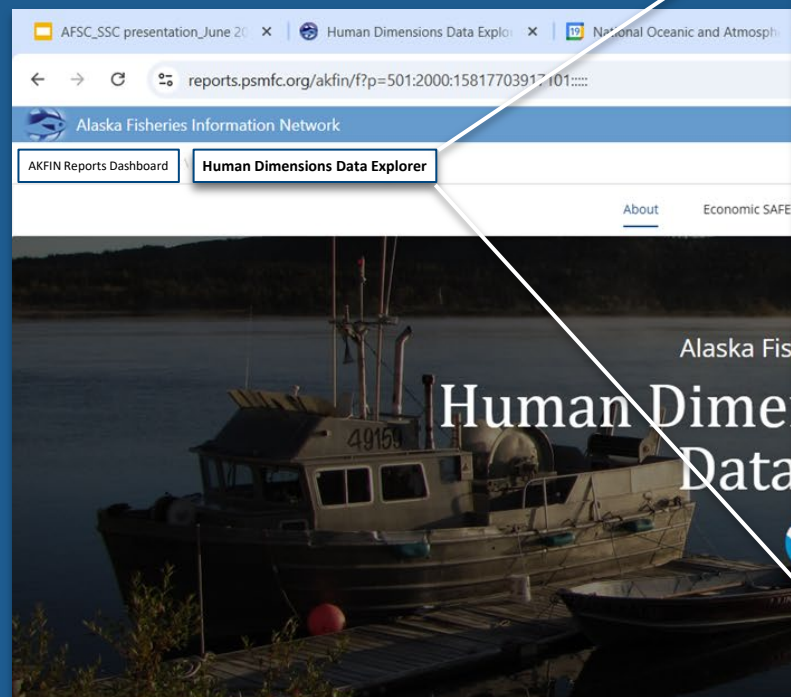 AFSC_SSC presentation_June 20
Human Dimensions Data Explor
19 National Oceanic and Atmosph
reports.psmfc.org/akfin/f?p=501:2000:15817703917101:::::
Alaska Fisheries Information Network
AKFIN Reports Dashboard \ Human Dimensions Data Explorer
About Economic SAFE
Alaska Fis
Human Dimen
Data
49159